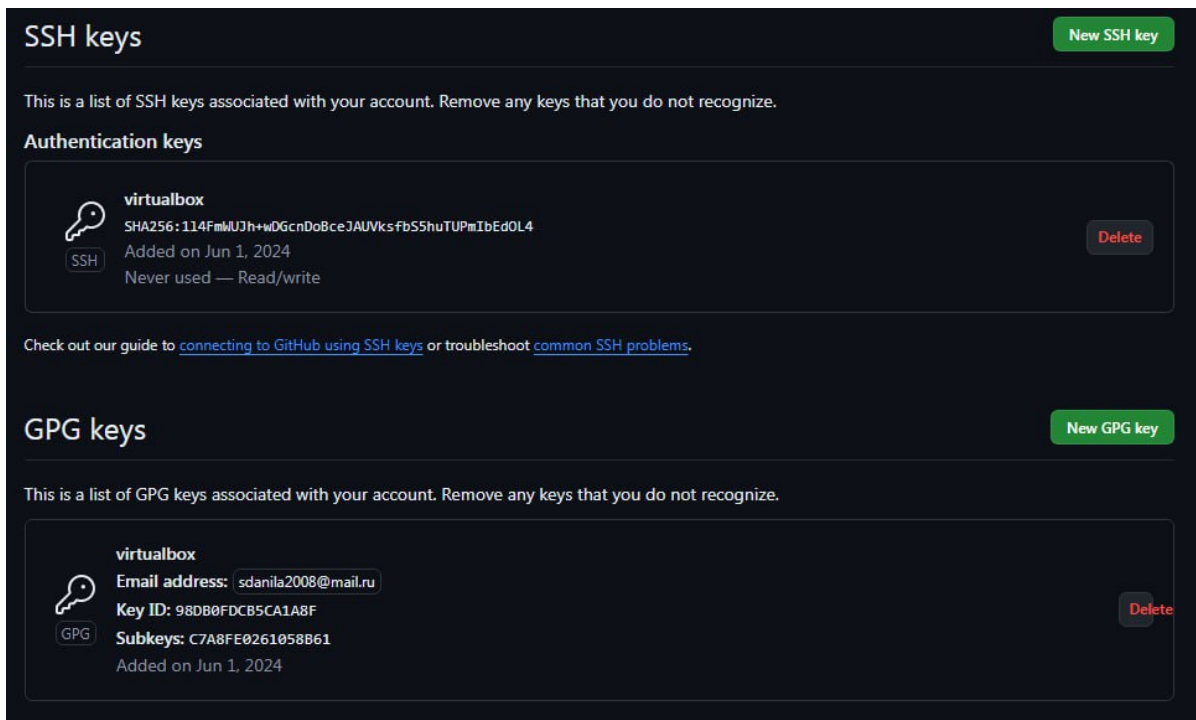 SSH keys
New SSH key
This is a list of SSH keys associated with your account. Remove any keys that you do not recognize.
Authentication keys
virtualbox
SHA256:1l4FmWUJh+wDGcnDoBceJAUVksfbS5huTUPmIbEdOL4
SSH
Added on Jun 1, 2024
Never used — Read/write
Delete
Check out our guide to connecting to GitHub using SSH keys or troubleshoot common SSH problems.
GPG keys
New GPG key
This is a list of GPG keys associated with your account. Remove any keys that you do not recognize.
virtualbox
Email address: sdanila2008@mail.ru
Key ID: 98DB0FDCB5CA1A8F
GPG
Subkeys: C7A8FE0261058B61
Added on Jun 1, 2024
Delete